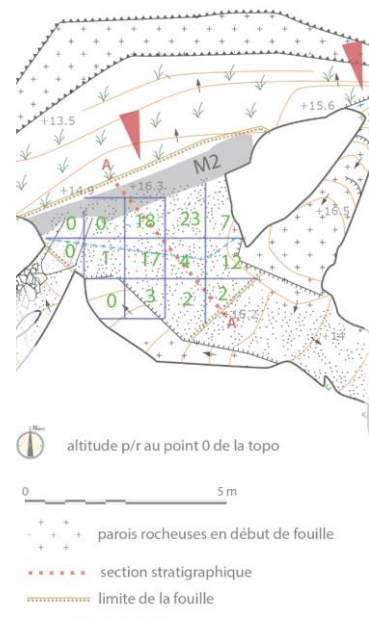 +15.6
+13.5
M2
A
+14.9 +16.3
+16.5
0 0 18 23 7
0 1 17 4 12
0 3 2 2
+16.2
A'
+14
Nord
altitude p/r au point 0 de la topo
0 5 m
parois rocheuses en début de fouille
section stratigraphique
limite de la fouille